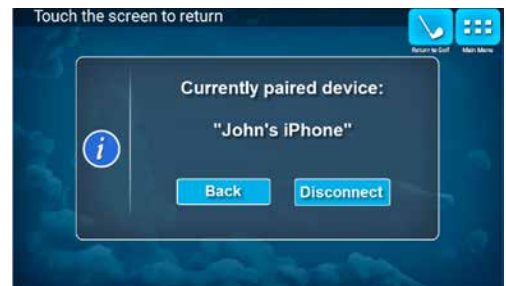 Touch the screen to return
Return to Golf
Main Menu
Currently paired device:
"John's iPhone"
i
Back
Disconnect